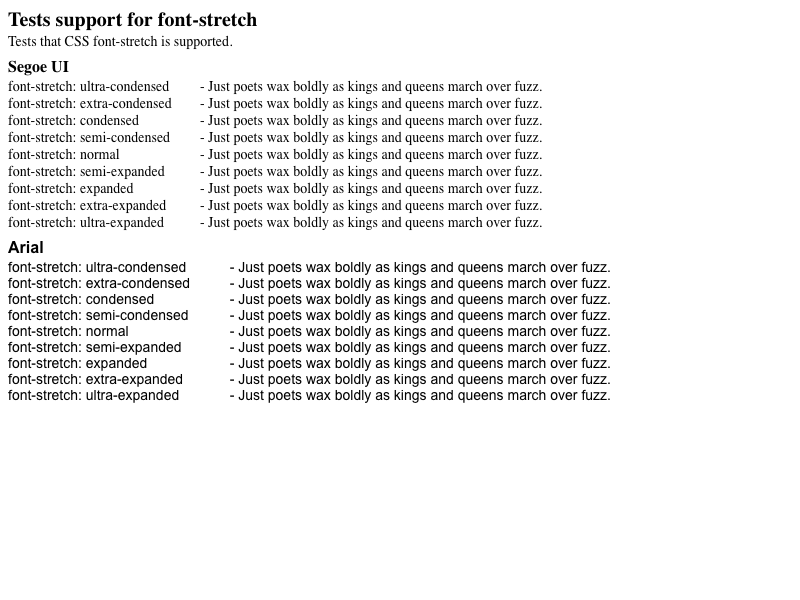 Tests support for font-stretch
Tests that CSS font-stretch is supported.
Segoe UI
font-stretch: ultra-condensed - Just poets wax boldly as kings and queens march over fuzz.
font-stretch: extra-condensed - Just poets wax boldly as kings and queens march over fuzz.
font-stretch: condensed - Just poets wax boldly as kings and queens march over fuzz.
font-stretch: semi-condensed - Just poets wax boldly as kings and queens march over fuzz.
font-stretch: normal - Just poets wax boldly as kings and queens march over fuzz.
font-stretch: semi-expanded - Just poets wax boldly as kings and queens march over fuzz.
font-stretch: expanded - Just poets wax boldly as kings and queens march over fuzz.
font-stretch: extra-expanded - Just poets wax boldly as kings and queens march over fuzz.
font-stretch: ultra-expanded - Just poets wax boldly as kings and queens march over fuzz.
Arial
font-stretch: ultra-condensed - Just poets wax boldly as kings and queens march over fuzz.
font-stretch: extra-condensed - Just poets wax boldly as kings and queens march over fuzz.
font-stretch: condensed - Just poets wax boldly as kings and queens march over fuzz.
font-stretch: semi-condensed - Just poets wax boldly as kings and queens march over fuzz.
font-stretch: normal - Just poets wax boldly as kings and queens march over fuzz.
font-stretch: semi-expanded - Just poets wax boldly as kings and queens march over fuzz.
font-stretch: expanded - Just poets wax boldly as kings and queens march over fuzz.
font-stretch: extra-expanded - Just poets wax boldly as kings and queens march over fuzz.
font-stretch: ultra-expanded - Just poets wax boldly as kings and queens march over fuzz.